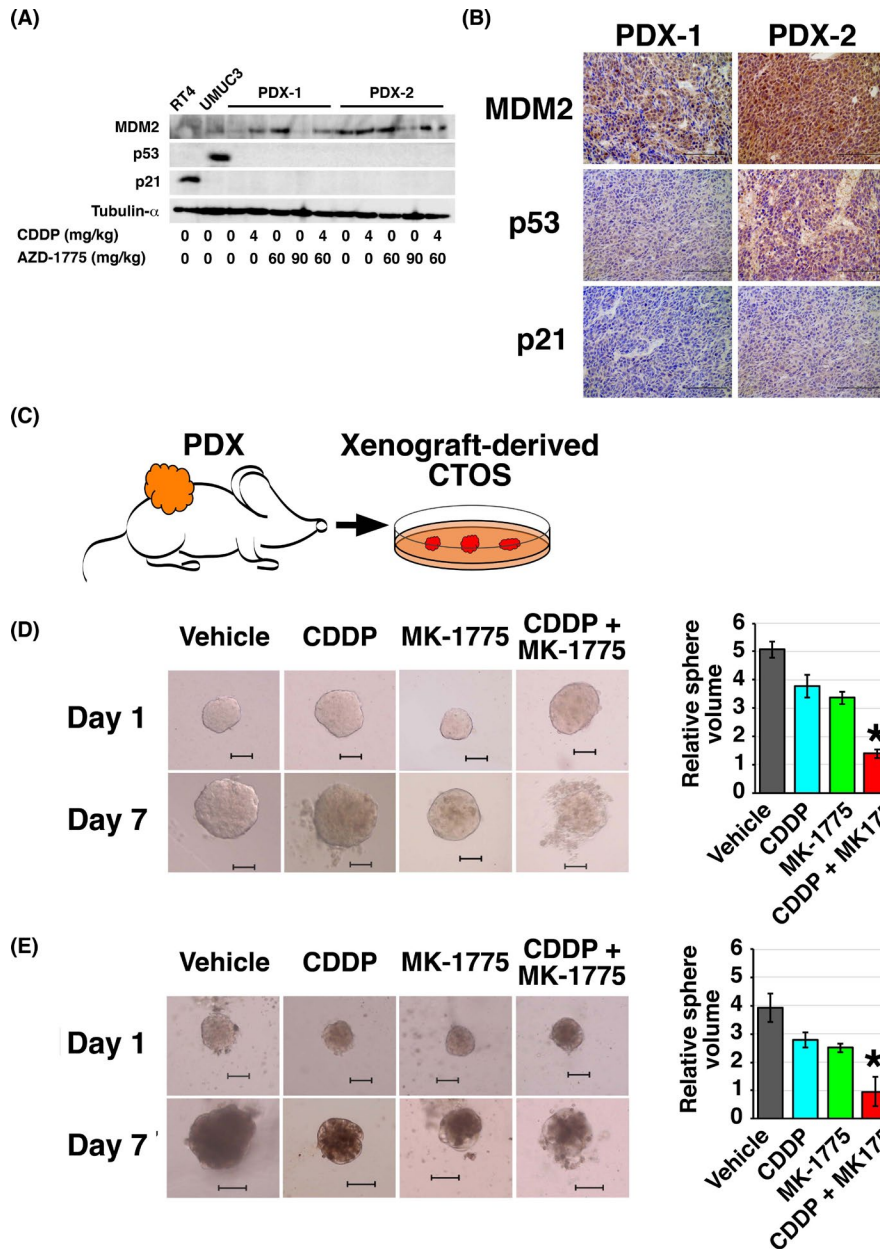 (A)
RT4 UMUC3 PDX-1 PDX-2
MDM2
p53
p21
Tubulin-α
CDDP (mg/kg) 0 0 0 4 0 0 4 0 4 0 0 4
AZD-1775 (mg/kg) 0 0 0 0 60 90 60 0 0 60 90 60
(B)
PDX-1 PDX-2
MDM2
p53
p21
(C)
PDX
Xenograft-derived
CTOS
(D)
Vehicle CDDP MK-1775 CDDP +
MK-1775
Day 1
Day 7
Relative sphere
volume
6
5
4
3
2
1
0
*
Vehicle
CDDP
MK-1775
CDDP + MK177
(E)
Vehicle CDDP MK-1775 CDDP +
MK-1775
Day 1
Day 7
Relative sphere
volume
6
5
4
3
2
1
0
*
Vehicle
CDDP
MK-1775
CDDP + MK177